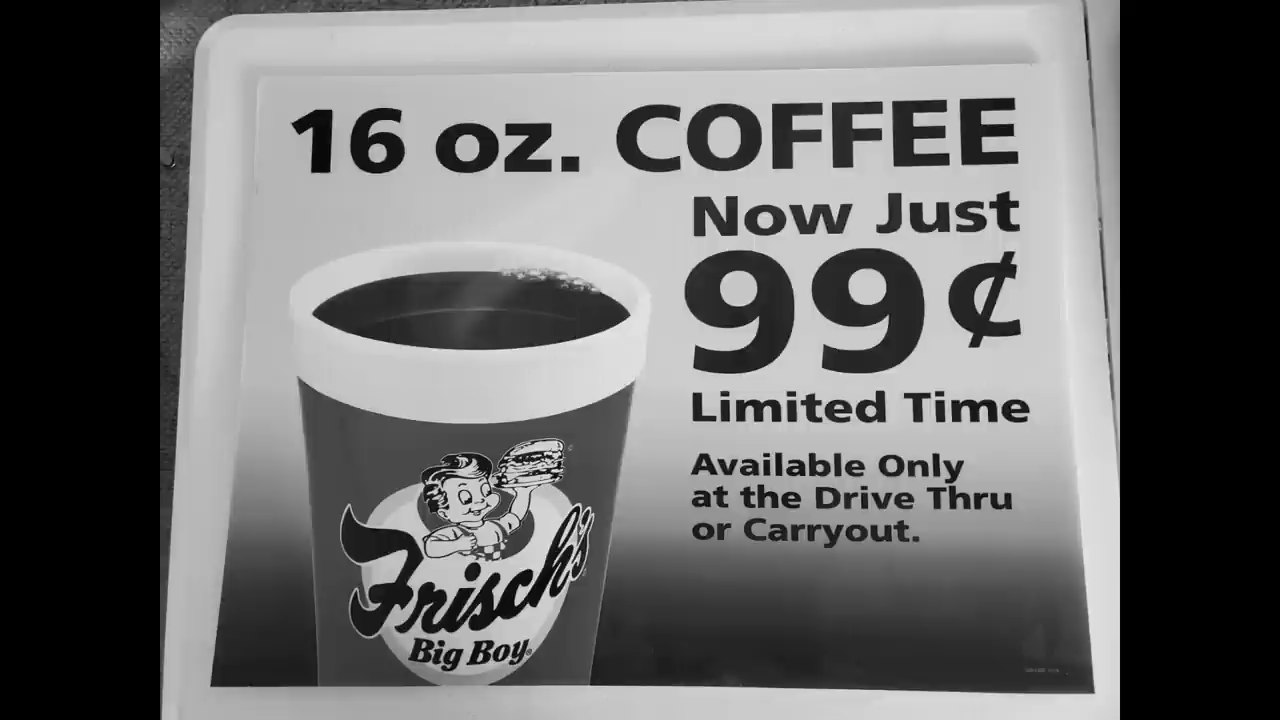 16 oz. COFFEE
Now Just
99¢
Limited Time
Available Only
at the Drive Thru
or Carryout.
Frisch's
Big Boy